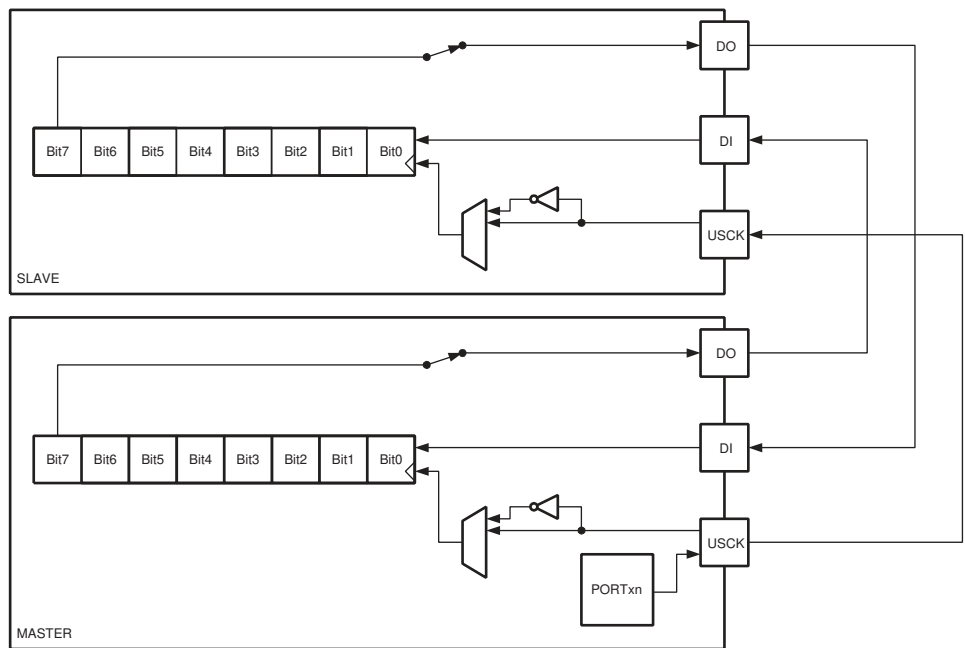 DO
Bit7 Bit6 Bit5 Bit4 Bit3 Bit2 Bit1 Bit0
DI
USCK
SLAVE
DO
Bit7 Bit6 Bit5 Bit4 Bit3 Bit2 Bit1 Bit0
DI
USCK
PORTxn
MASTER